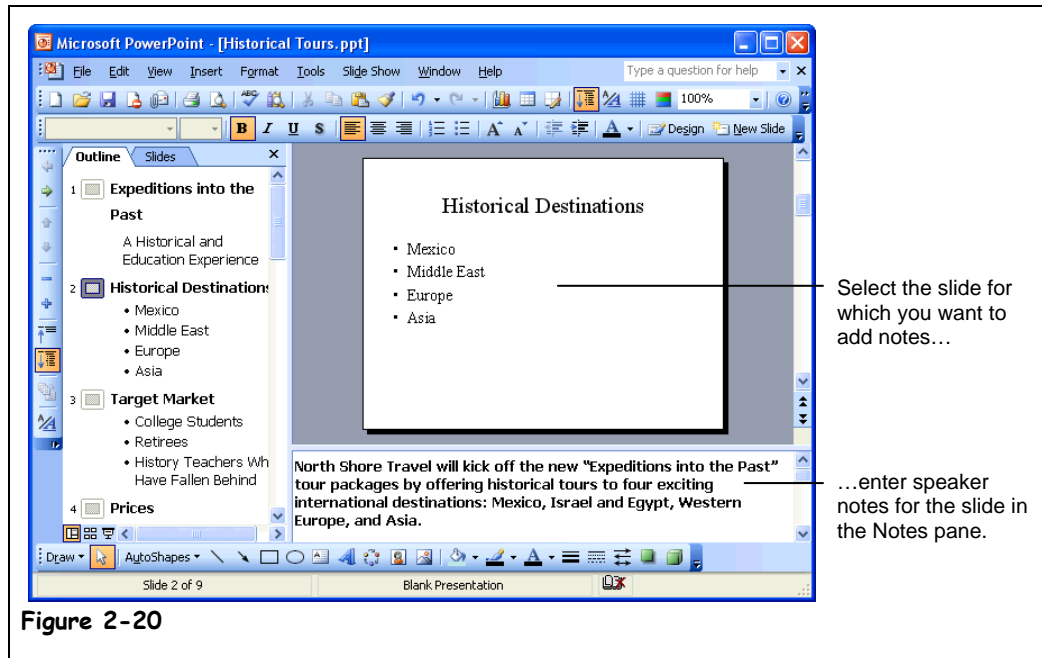 Microsoft PowerPoint - [Historical Tours.ppt]
File Edit View Insert Format Tools Slide Show Window Help Type a question for help
100%
B I U S A A A Design New Slide
Outline Slides
1 Expeditions into the
Past
A Historical and
Education Experience
2 Historical Destinations
• Mexico
• Middle East
• Europe
• Asia
3 Target Market
• College Students
• Retirees
• History Teachers Wh
Have Fallen Behind
4 Prices
Historical Destinations
• Mexico
• Middle East
• Europe
• Asia
North Shore Travel will kick off the new "Expeditions into the Past"
tour packages by offering historical tours to four exciting
international destinations: Mexico, Israel and Egypt, Western
Europe, and Asia.
Select the slide for
which you want to
add notes…
…enter speaker
notes for the slide in
the Notes pane.
Draw AutoShapes
Slide 2 of 9 Blank Presentation
Figure 2-20